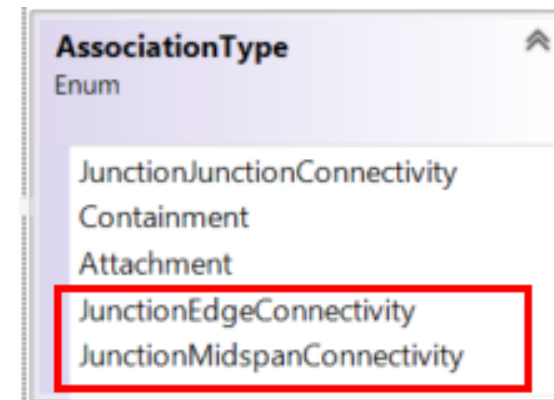 AssociationType
Enum
JunctionJunctionConnectivity
Containment
Attachment
JunctionEdgeConnectivity
JunctionMidspanConnectivity